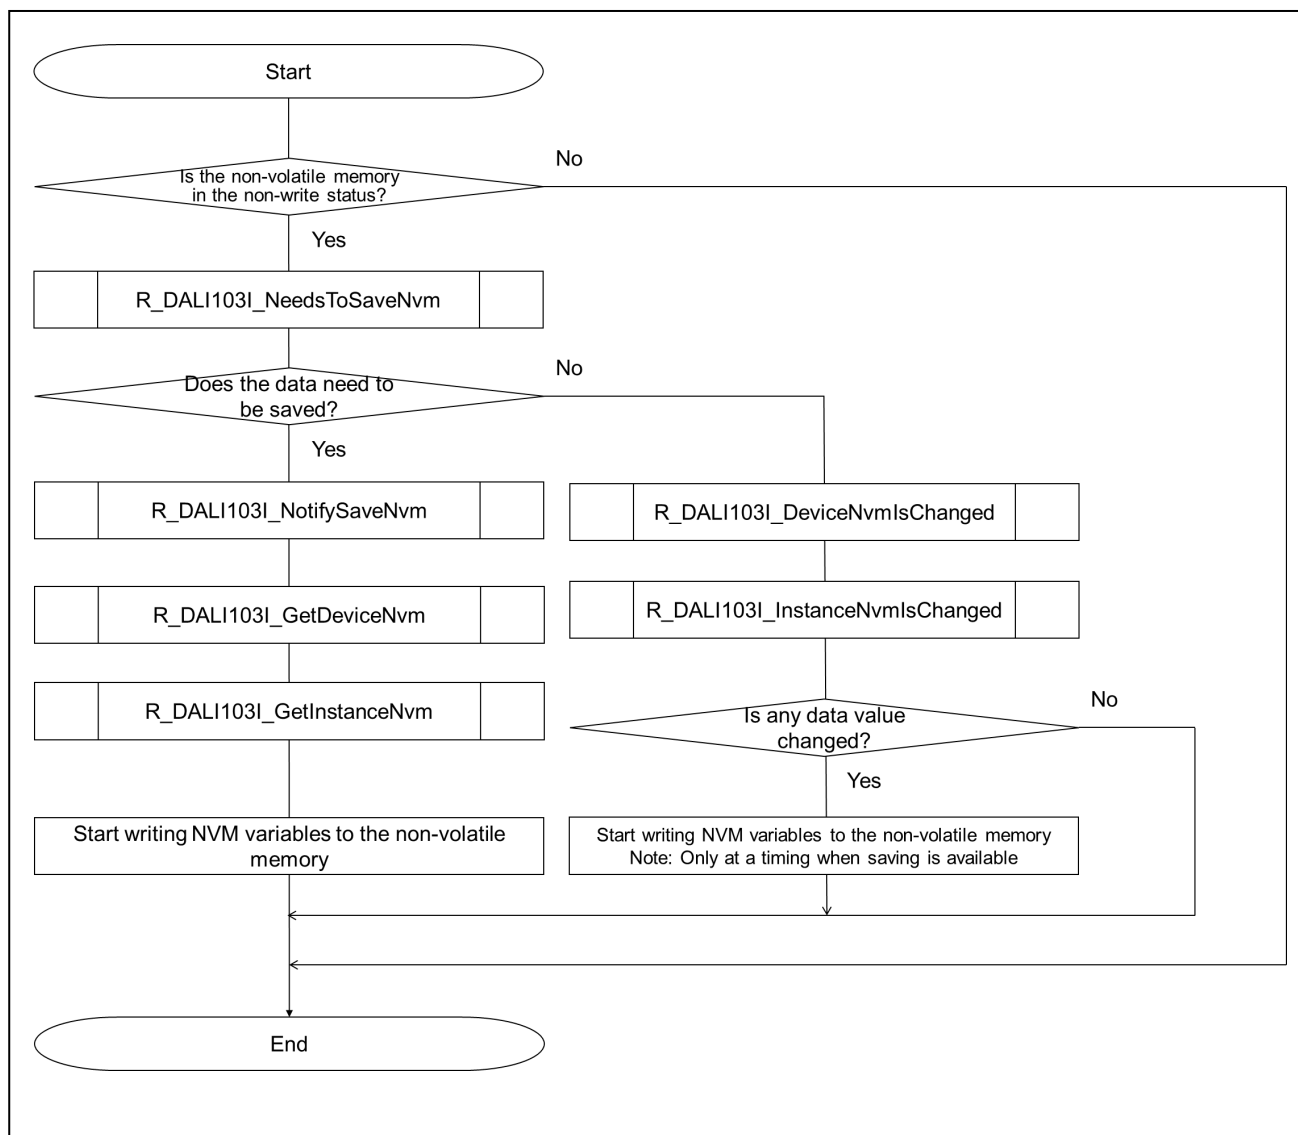 Start
Is the non-volatile memory
in the non-write status?
No
Yes
R_DALI103I_NeedsToSaveNvm
Does the data need to
be saved?
No
Yes
R_DALI103I_NotifySaveNvm
R_DALI103I_DeviceNvmIsChanged
R_DALI103I_GetDeviceNvm
R_DALI103I_InstanceNvmIsChanged
R_DALI103I_GetInstanceNvm
Is any data value
changed?
No
Yes
Start writing NVM variables to the non-volatile
memory
Start writing NVM variables to the non-volatile memory
Note: Only at a timing when saving is available
End